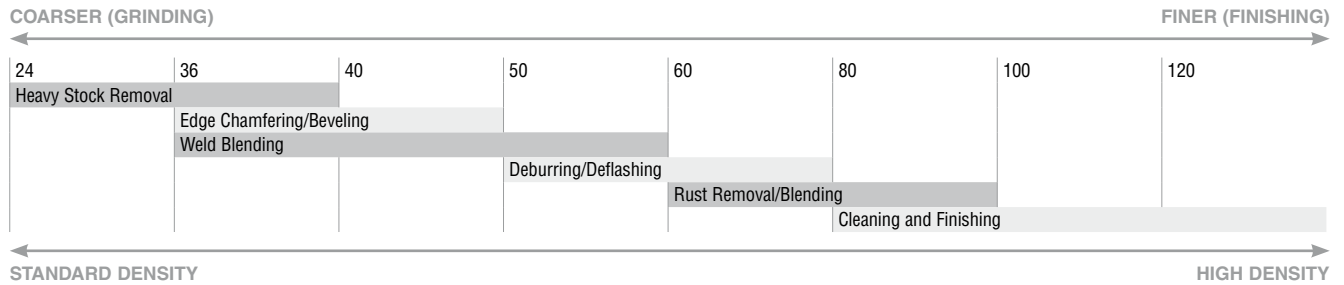 COARSER (GRINDING) FINER (FINISHING)
24 36 40 50 60 80 100 120
Heavy Stock Removal
Edge Chamfering/Beveling
Weld Blending
Deburring/Deflashing
Rust Removal/Blending
Cleaning and Finishing
STANDARD DENSITY HIGH DENSITY